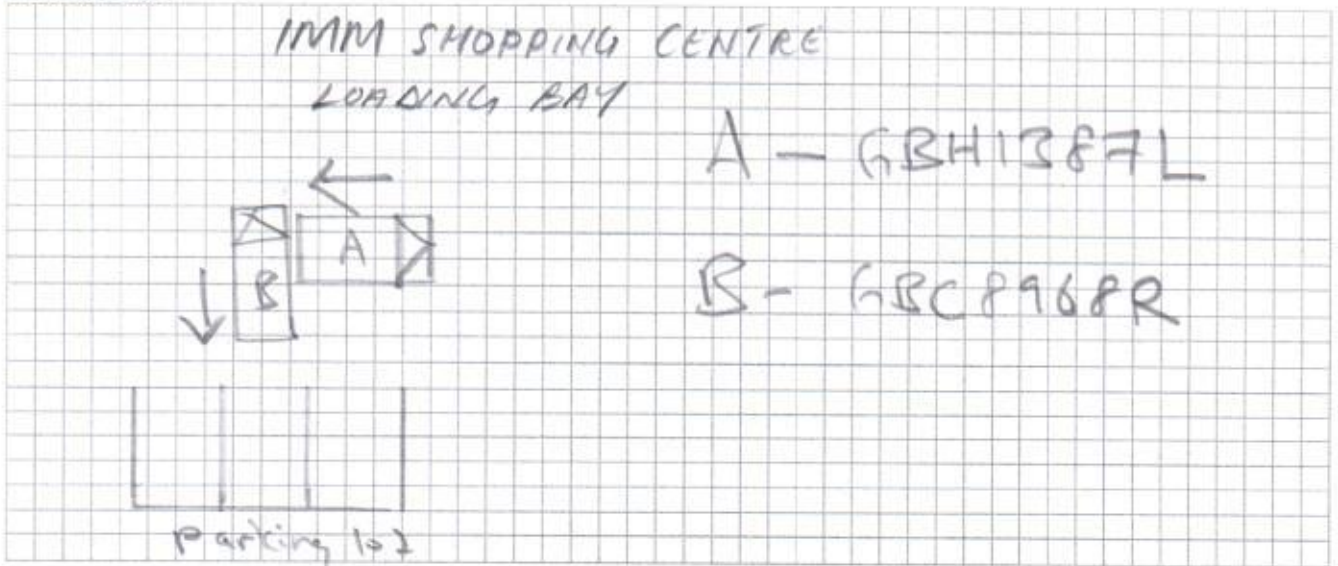 IMM SHOPPING CENTRE
LOADING BAY
A - GBH1387L
A
B
B - GBC8968R
parking lot